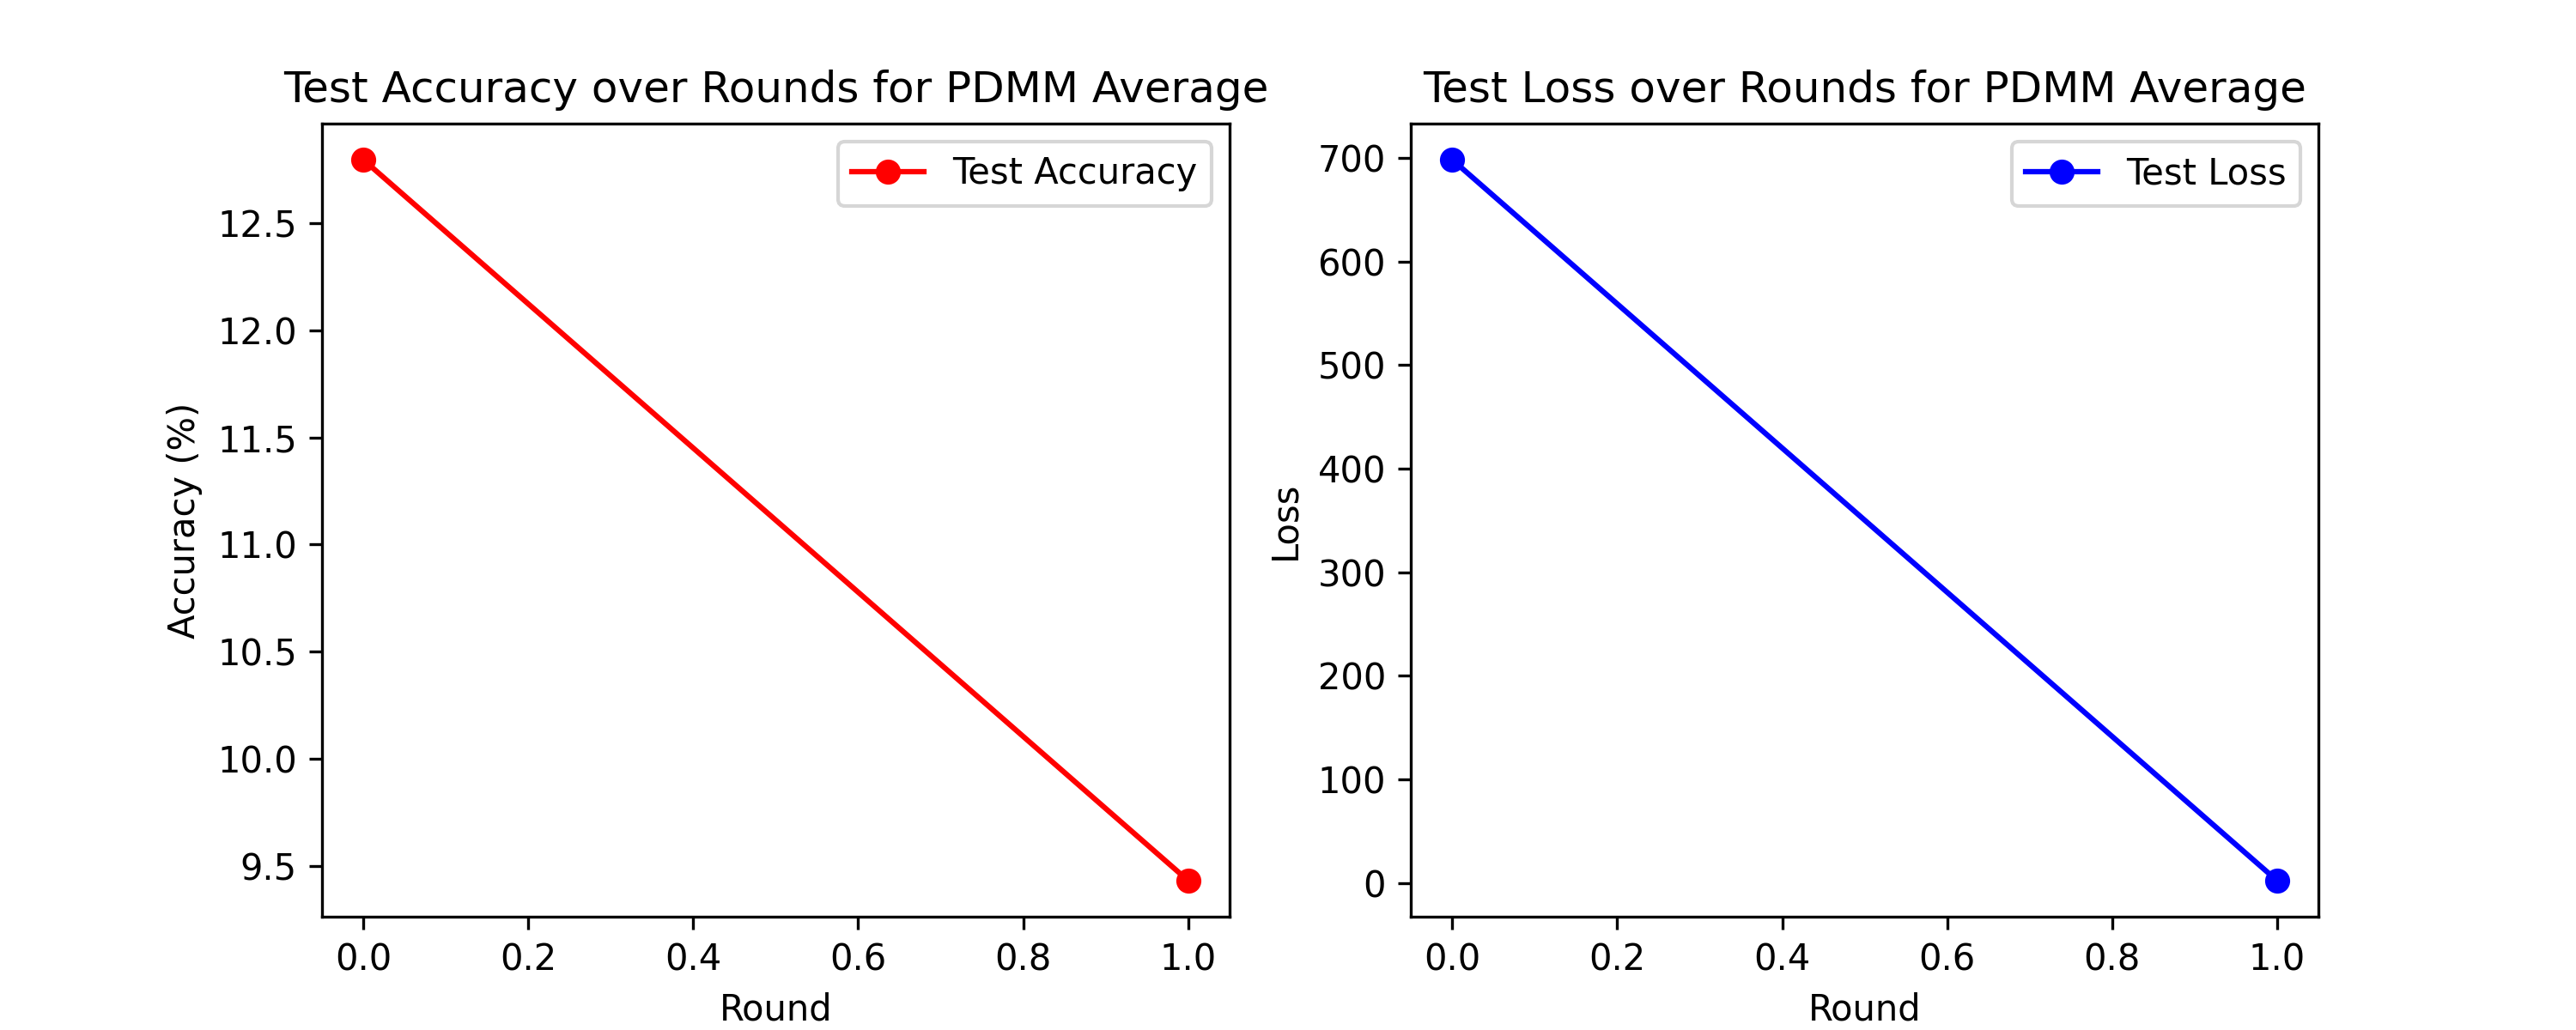 Test Accuracy over Rounds for PDMM Average
Test Accuracy
12.5
12.0
11.5
11.0
10.5
10.0
9.5
Accuracy (%)
0.0 0.2 0.4 0.6 0.8 1.0
Round
Test Loss over Rounds for PDMM Average
Test Loss
700
600
500
400
300
200
100
0
Loss
0.0 0.2 0.4 0.6 0.8 1.0
Round